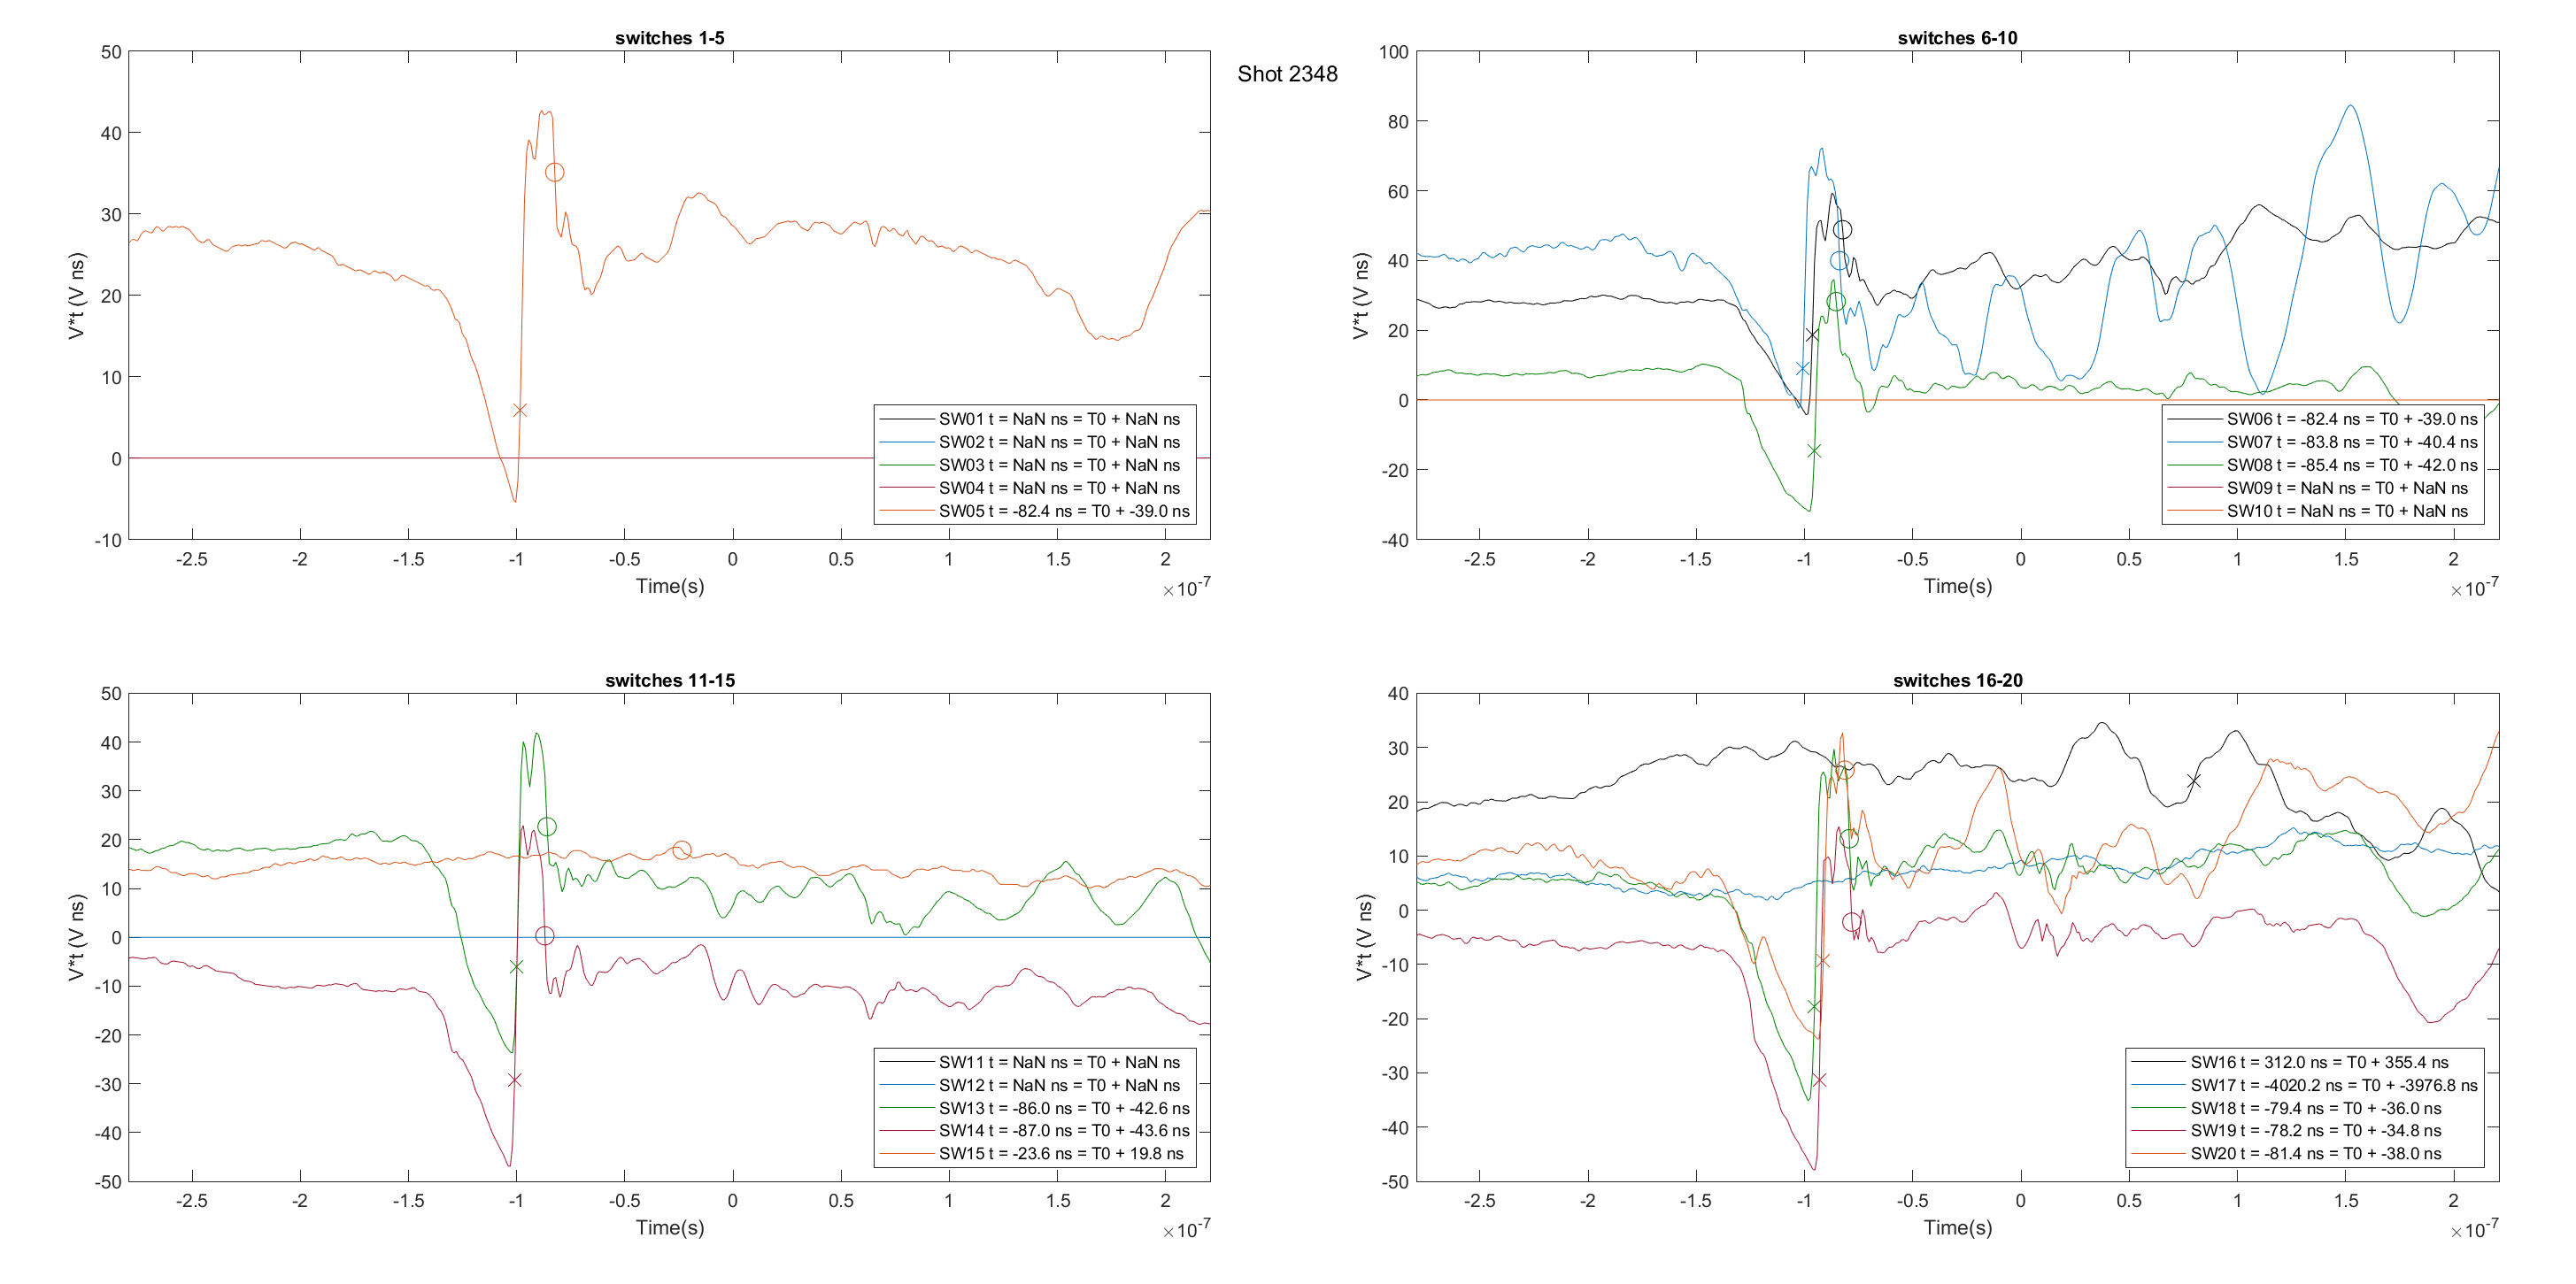 Shot 2348
switches 1-5
50
40
30
20
10
0
-10
V*t (V ns)
-2.5 -2 -1.5 -1 -0.5 0 0.5 1 1.5 2
Time(s)
×10-7
SW01 t = NaN ns = T0 + NaN ns
SW02 t = NaN ns = T0 + NaN ns
SW03 t = NaN ns = T0 + NaN ns
SW04 t = NaN ns = T0 + NaN ns
SW05 t = -82.4 ns = T0 + -39.0 ns
switches 6-10
100
80
60
40
20
0
-20
-40
V*t (V ns)
-2.5 -2 -1.5 -1 -0.5 0 0.5 1 1.5 2
Time(s)
×10-7
SW06 t = -82.4 ns = T0 + -39.0 ns
SW07 t = -83.8 ns = T0 + -40.4 ns
SW08 t = -85.4 ns = T0 + -42.0 ns
SW09 t = NaN ns = T0 + NaN ns
SW10 t = NaN ns = T0 + NaN ns
switches 11-15
50
40
30
20
10
0
-10
-20
-30
-40
-50
V*t (V ns)
-2.5 -2 -1.5 -1 -0.5 0 0.5 1 1.5 2
Time(s)
×10-7
SW11 t = NaN ns = T0 + NaN ns
SW12 t = NaN ns = T0 + NaN ns
SW13 t = -86.0 ns = T0 + -42.6 ns
SW14 t = -87.0 ns = T0 + -43.6 ns
SW15 t = -23.6 ns = T0 + 19.8 ns
switches 16-20
40
30
20
10
0
-10
-20
-30
-40
-50
V*t (V ns)
-2.5 -2 -1.5 -1 -0.5 0 0.5 1 1.5 2
Time(s)
×10-7
SW16 t = 312.0 ns = T0 + 355.4 ns
SW17 t = -4020.2 ns = T0 + -3976.8 ns
SW18 t = -79.4 ns = T0 + -36.0 ns
SW19 t = -78.2 ns = T0 + -34.8 ns
SW20 t = -81.4 ns = T0 + -38.0 ns